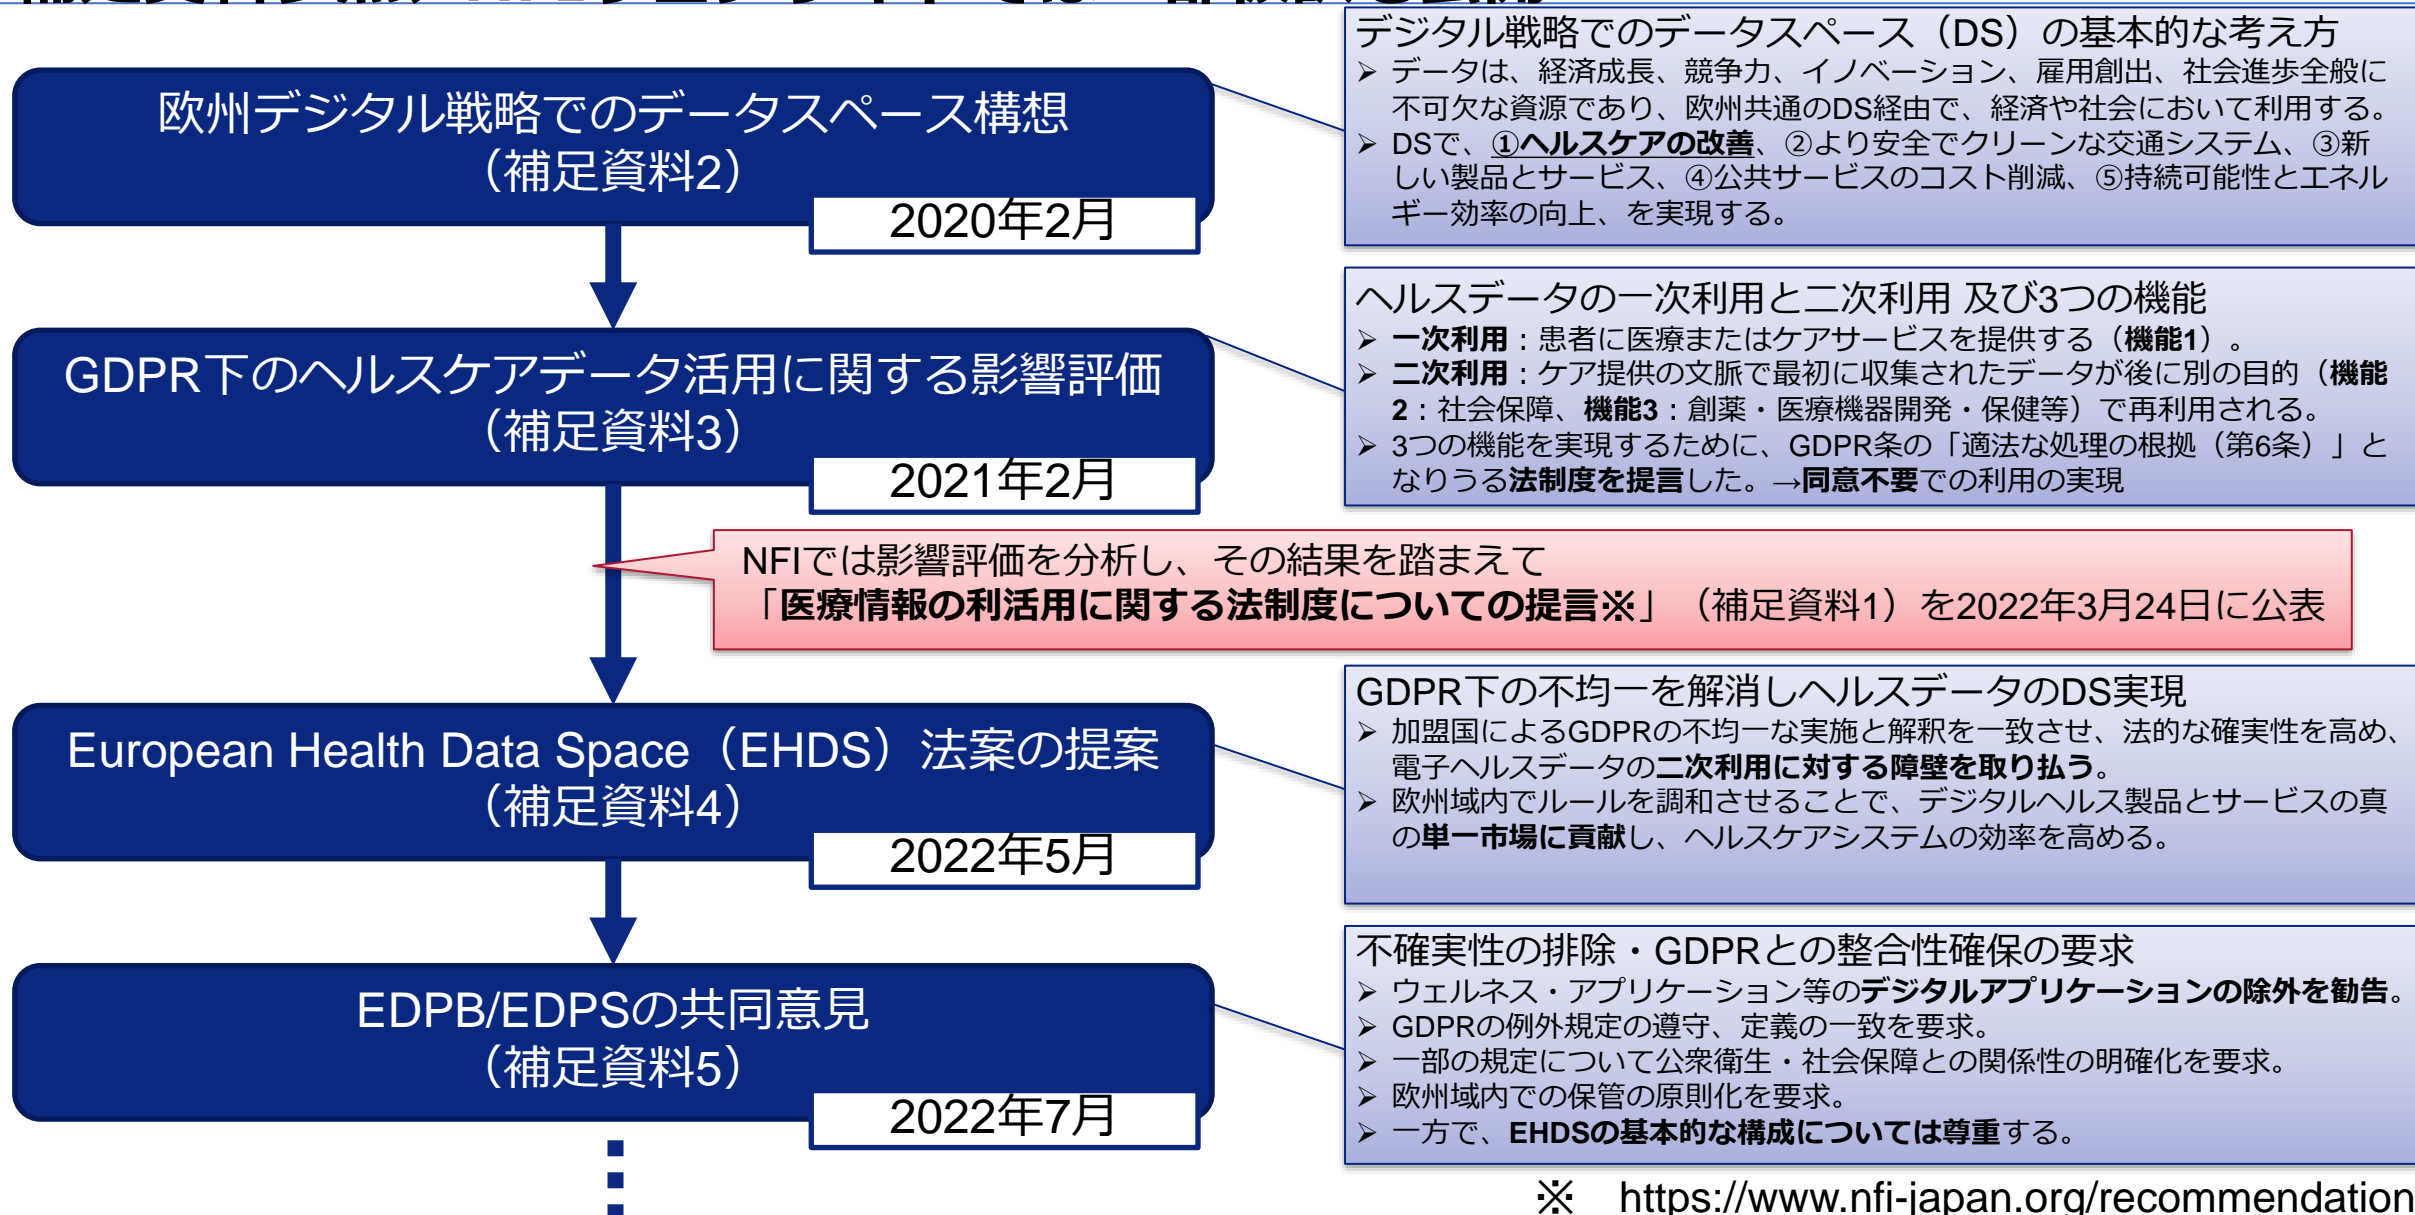 欧州デジタル戦略でのデータスペース構想
（補足資料2）
2020年2月
デジタル戦略でのデータスペース（DS）の基本的な考え方
➢ データは、経済成長、競争力、イノベーション、雇用創出、社会進歩全般に
不可欠な資源であり、欧州共通のDS経由で、経済や社会において利用する。
➢ DSで、①ヘルスケアの改善、②より安全でクリーンな交通システム、③新
しい製品とサービス、④公共サービスのコスト削減、⑤持続可能性とエネル
ギー効率の向上、を実現する。
GDPR下のヘルスケアデータ活用に関する影響評価
（補足資料3）
2021年2月
ヘルスデータの一次利用と二次利用 及び3つの機能
➢ 一次利用：患者に医療またはケアサービスを提供する（機能1）。
➢ 二次利用：ケア提供の文脈で最初に収集されたデータが後に別の目的（機能
2：社会保障、機能3：創薬・医療機器開発・保健等）で再利用される。
➢ 3つの機能を実現するために、GDPR条の「適法な処理の根拠（第6条）」と
なりうる法制度を提言した。→同意不要での利用の実現
NFIでは影響評価を分析し、その結果を踏まえて
「医療情報の利活用に関する法制度についての提言※」（補足資料1）を2022年3月24日に公表
European Health Data Space（EHDS）法案の提案
（補足資料4）
2022年5月
GDPR下の不均一を解消しヘルスデータのDS実現
➢ 加盟国によるGDPRの不均一な実施と解釈を一致させ、法的な確実性を高め、
電子ヘルスデータの二次利用に対する障壁を取り払う。
➢ 欧州域内でルールを調和させることで、デジタルヘルス製品とサービスの真
の単一市場に貢献し、ヘルスケアシステムの効率を高める。
EDPB/EDPSの共同意見
（補足資料5）
2022年7月
不確実性の排除・GDPRとの整合性確保の要求
➢ ウェルネス・アプリケーション等のデジタルアプリケーションの除外を勧告。
➢ GDPRの例外規定の遵守、定義の一致を要求。
➢ 一部の規定について公衆衛生・社会保障との関係性の明確化を要求。
➢ 欧州域内での保管の原則化を要求。
➢ 一方で、EHDSの基本的な構成については尊重する。
※ https://www.nfi-japan.org/recommendation